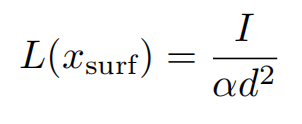 L(x_surf) = I / αd²